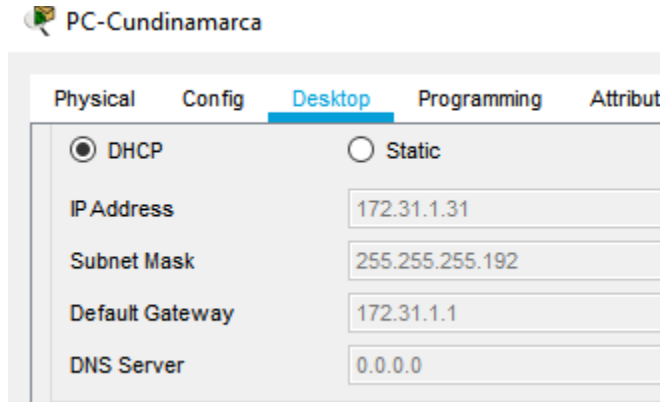 PC-Cundinamarca
Physical Config Desktop Programming Attribut
DHCP Static
IP Address 172.31.1.31
Subnet Mask 255.255.255.192
Default Gateway 172.31.1.1
DNS Server 0.0.0.0